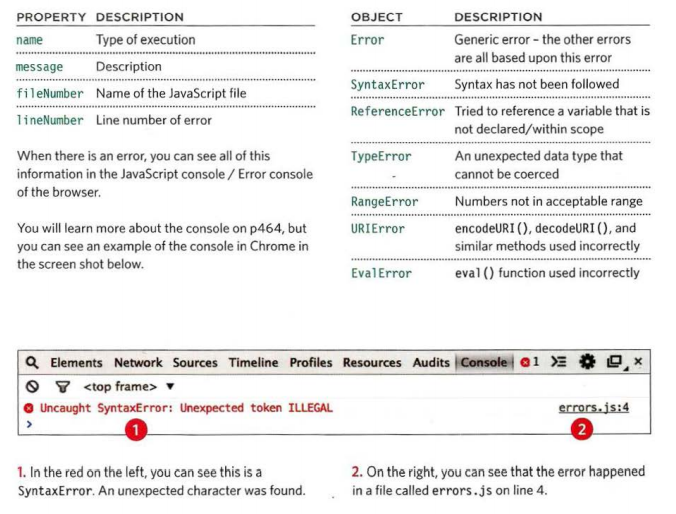 PROPERTY DESCRIPTION
name Type of execution
message Description
fileNumber Name of the JavaScript file
lineNumber Line number of error
When there is an error, you can see all of this
information in the JavaScript console / Error console
of the browser.
You will learn more about the console on p464, but
you can see an example of the console in Chrome in
the screen shot below.
OBJECT DESCRIPTION
Error Generic error – the other errors
are all based upon this error
SyntaxError Syntax has not been followed
ReferenceError Tried to reference a variable that is
not declared/within scope
TypeError An unexpected data type that
cannot be coerced
RangeError Numbers not in acceptable range
URIError encodeURI(), decodeURI(), and
similar methods used incorrectly
EvalError eval() function used incorrectly
Elements Network Sources Timeline Profiles Resources Audits Console 1
<top frame> ▼
Uncaught SyntaxError: Unexpected token ILLEGAL errors.js:4
>
1 2
1. In the red on the left, you can see this is a
SyntaxError. An unexpected character was found.
2. On the right, you can see that the error happened
in a file called errors.js on line 4.